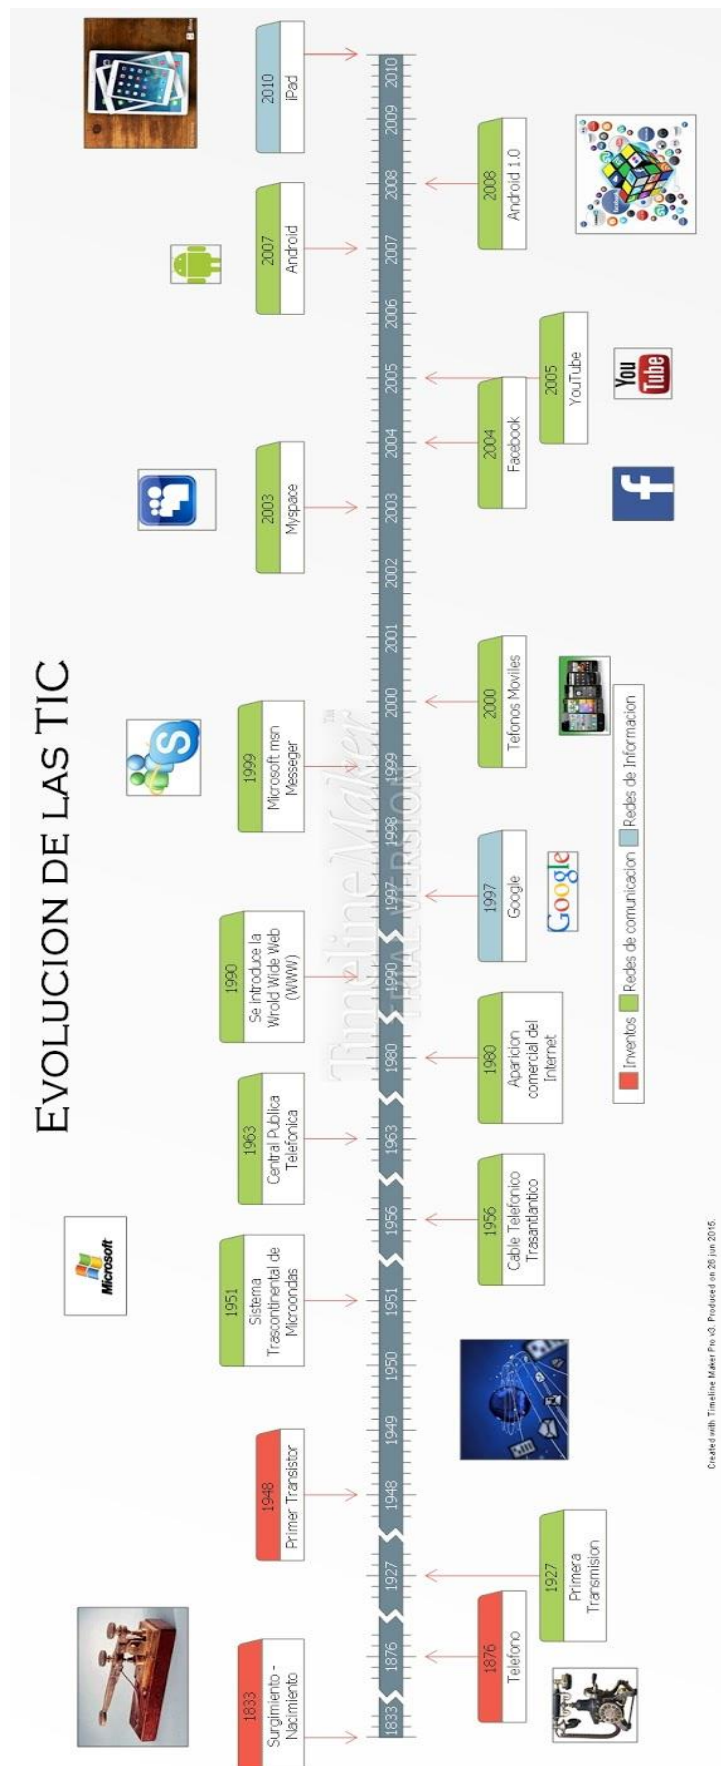 EVOLUCION DE LAS TIC
1833
Surgimiento -
Nacimiento
1948
Primer Transistor
1951
Sistema
Trascontinental de
Microondas
1963
Central Publica
Telefonica
1990
Se introduce la
Wrold Wide Web
(WWW)
1999
Microsoft msn
Messeger
2003
Myspace
2007
Android
2010
iPad
Microsoft
1833
1876
1927
1948
1949
1950
1951
1956
1963
1980
1990
1997
1998
1999
2000
2001
2002
2003
2004
2005
2006
2007
2008
2009
2010
Timeline Maker™
TRIAL VERSION
1876
Telefono
1927
Primera
Transmision
1956
Cable Telefonico
Trasantlantico
1980
Aparicion
comercial del
Internet
1997
Google
2000
Tefonos Moviles
2004
Facebook
2005
YouTube
2008
Android 1.0
Google
f
You
Tube
Inventos
Redes de comunicacion
Redes de Informacion
Created with Timeline Maker Pro v3. Produced on 26 jun 2015.